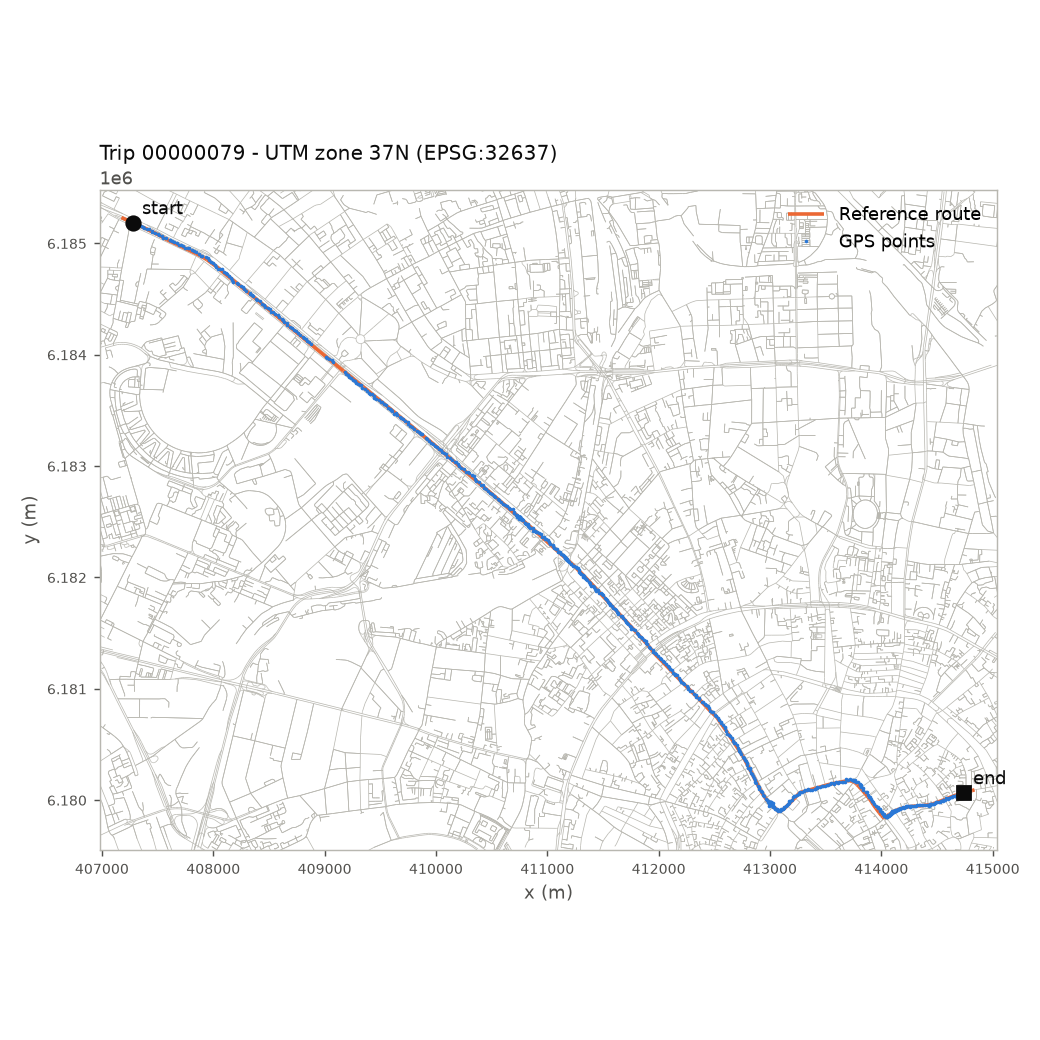 Trip 00000079 - UTM zone 37N (EPSG:32637)
1e6
start
Reference route
GPS points
6.185
6.184
6.183
6.182
6.181
6.180
y (m)
end
407000 408000 409000 410000 411000 412000 413000 414000 415000
x (m)